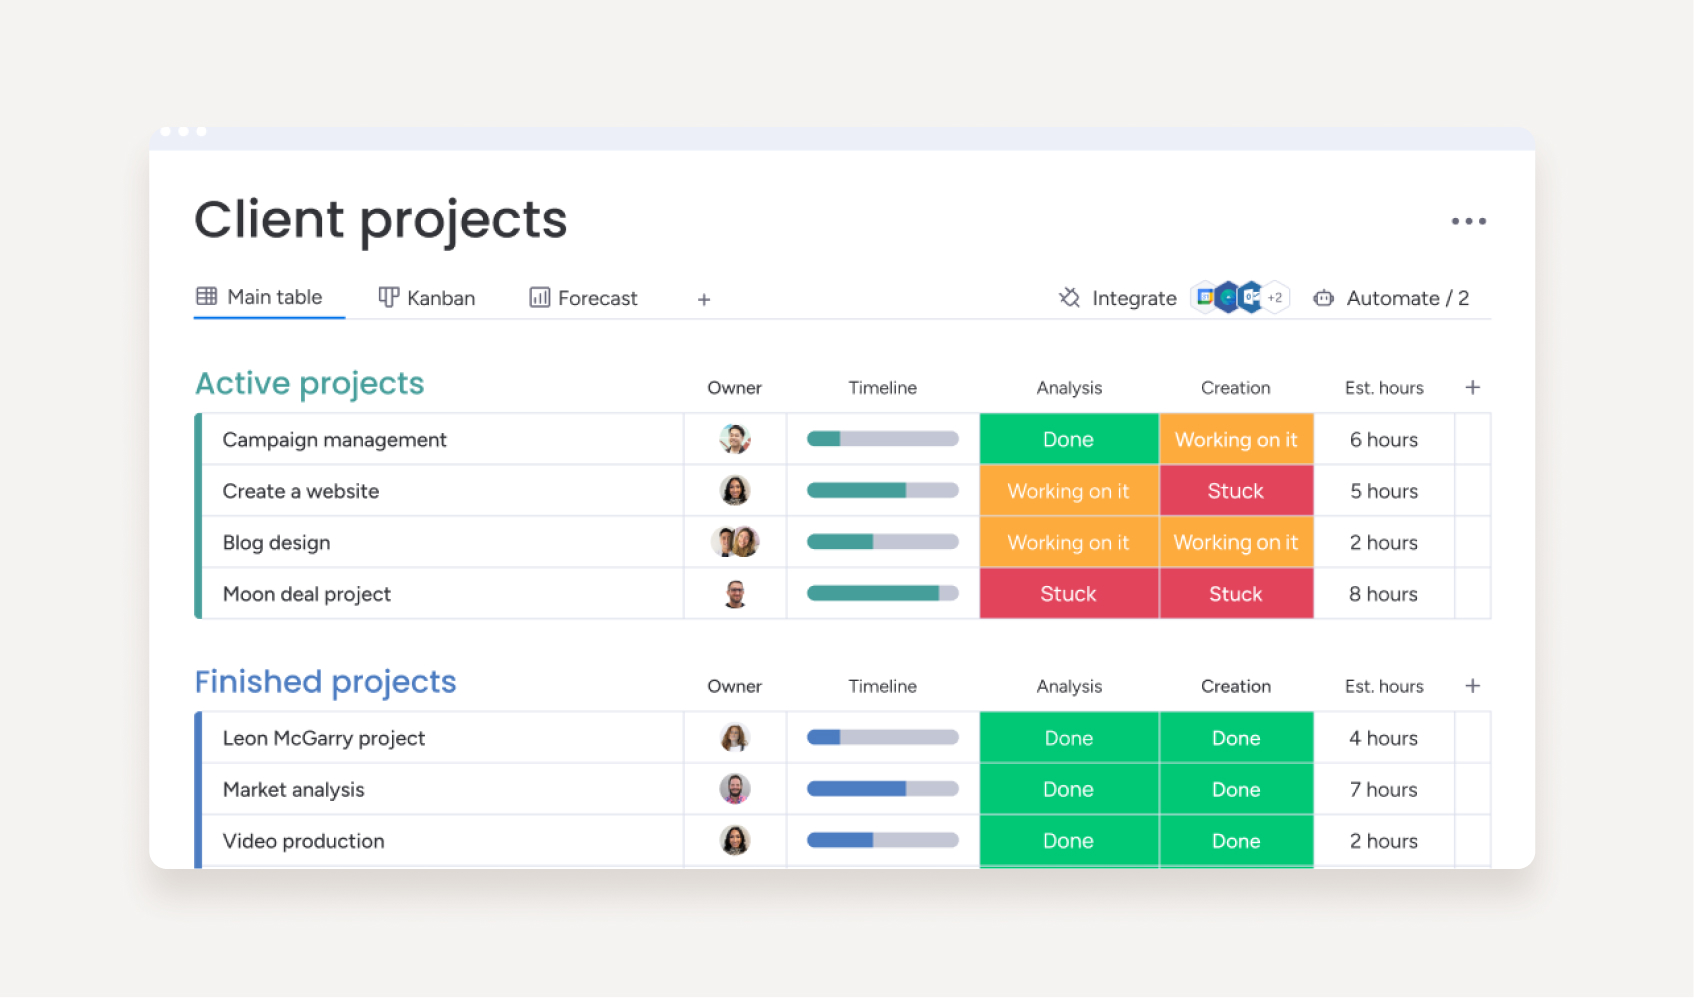 Client projects
Main table Kanban Forecast + Integrate +2 Automate / 2
Active projects Owner Timeline Analysis Creation Est. hours +
Campaign management Done Working on it 6 hours
Create a website Working on it Stuck 5 hours
Blog design Working on it Working on it 2 hours
Moon deal project Stuck Stuck 8 hours
Finished projects Owner Timeline Analysis Creation Est. hours +
Leon McGarry project Done Done 4 hours
Market analysis Done Done 7 hours
Video production Done Done 2 hours